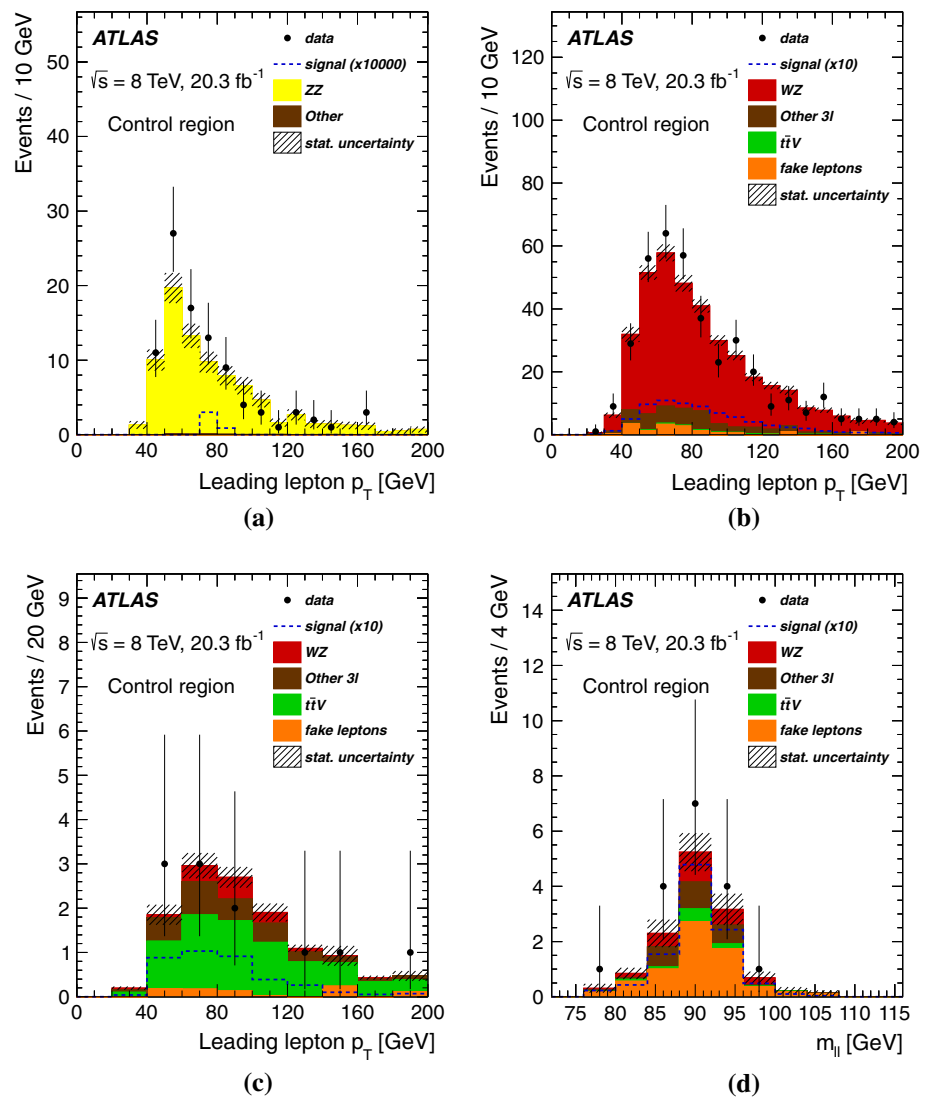 Events / 10 GeV
ATLAS
√s = 8 TeV, 20.3 fb-1
Control region
data
signal (x10000)
ZZ
Other
stat. uncertainty
50
40
30
20
10
0
0 40 80 120 160 200
Leading lepton pT [GeV]
(a)
Events / 10 GeV
ATLAS
√s = 8 TeV, 20.3 fb-1
Control region
data
signal (x10)
WZ
Other 3l
tt̄V
fake leptons
stat. uncertainty
120
100
80
60
40
20
0
0 40 80 120 160 200
Leading lepton pT [GeV]
(b)
Events / 20 GeV
ATLAS
√s = 8 TeV, 20.3 fb-1
Control region
data
signal (x10)
WZ
Other 3l
tt̄V
fake leptons
stat. uncertainty
9
8
7
6
5
4
3
2
1
0
0 40 80 120 160 200
Leading lepton pT [GeV]
(c)
Events / 4 GeV
ATLAS
√s = 8 TeV, 20.3 fb-1
Control region
data
signal (x10)
WZ
Other 3l
tt̄V
fake leptons
stat. uncertainty
14
12
10
8
6
4
2
0
75 80 85 90 95 100 105 110 115
mll [GeV]
(d)